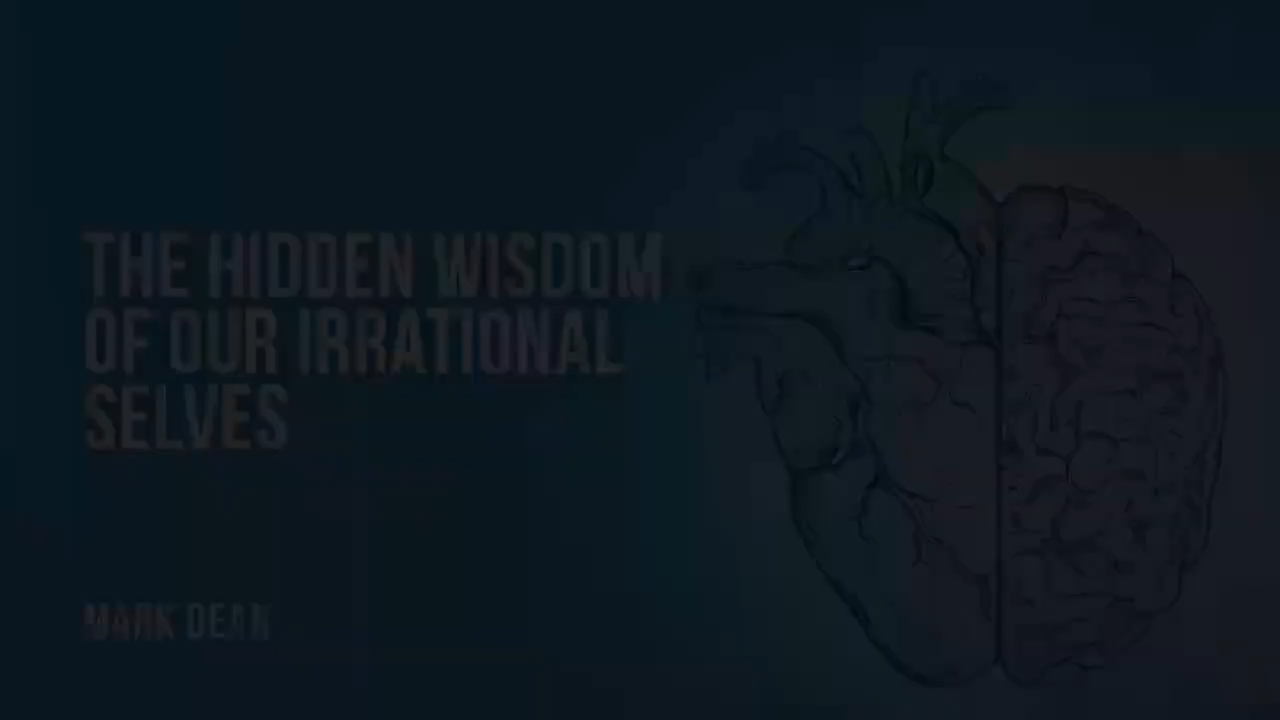 THE HIDDEN WISDOM
OF OUR IRRATIONAL
SELVES
MARK DEAN